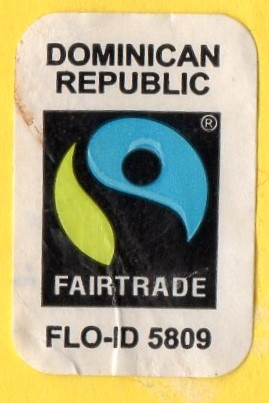 DOMINICAN
REPUBLIC
®
FAIRTRADE
FLO-ID 5809